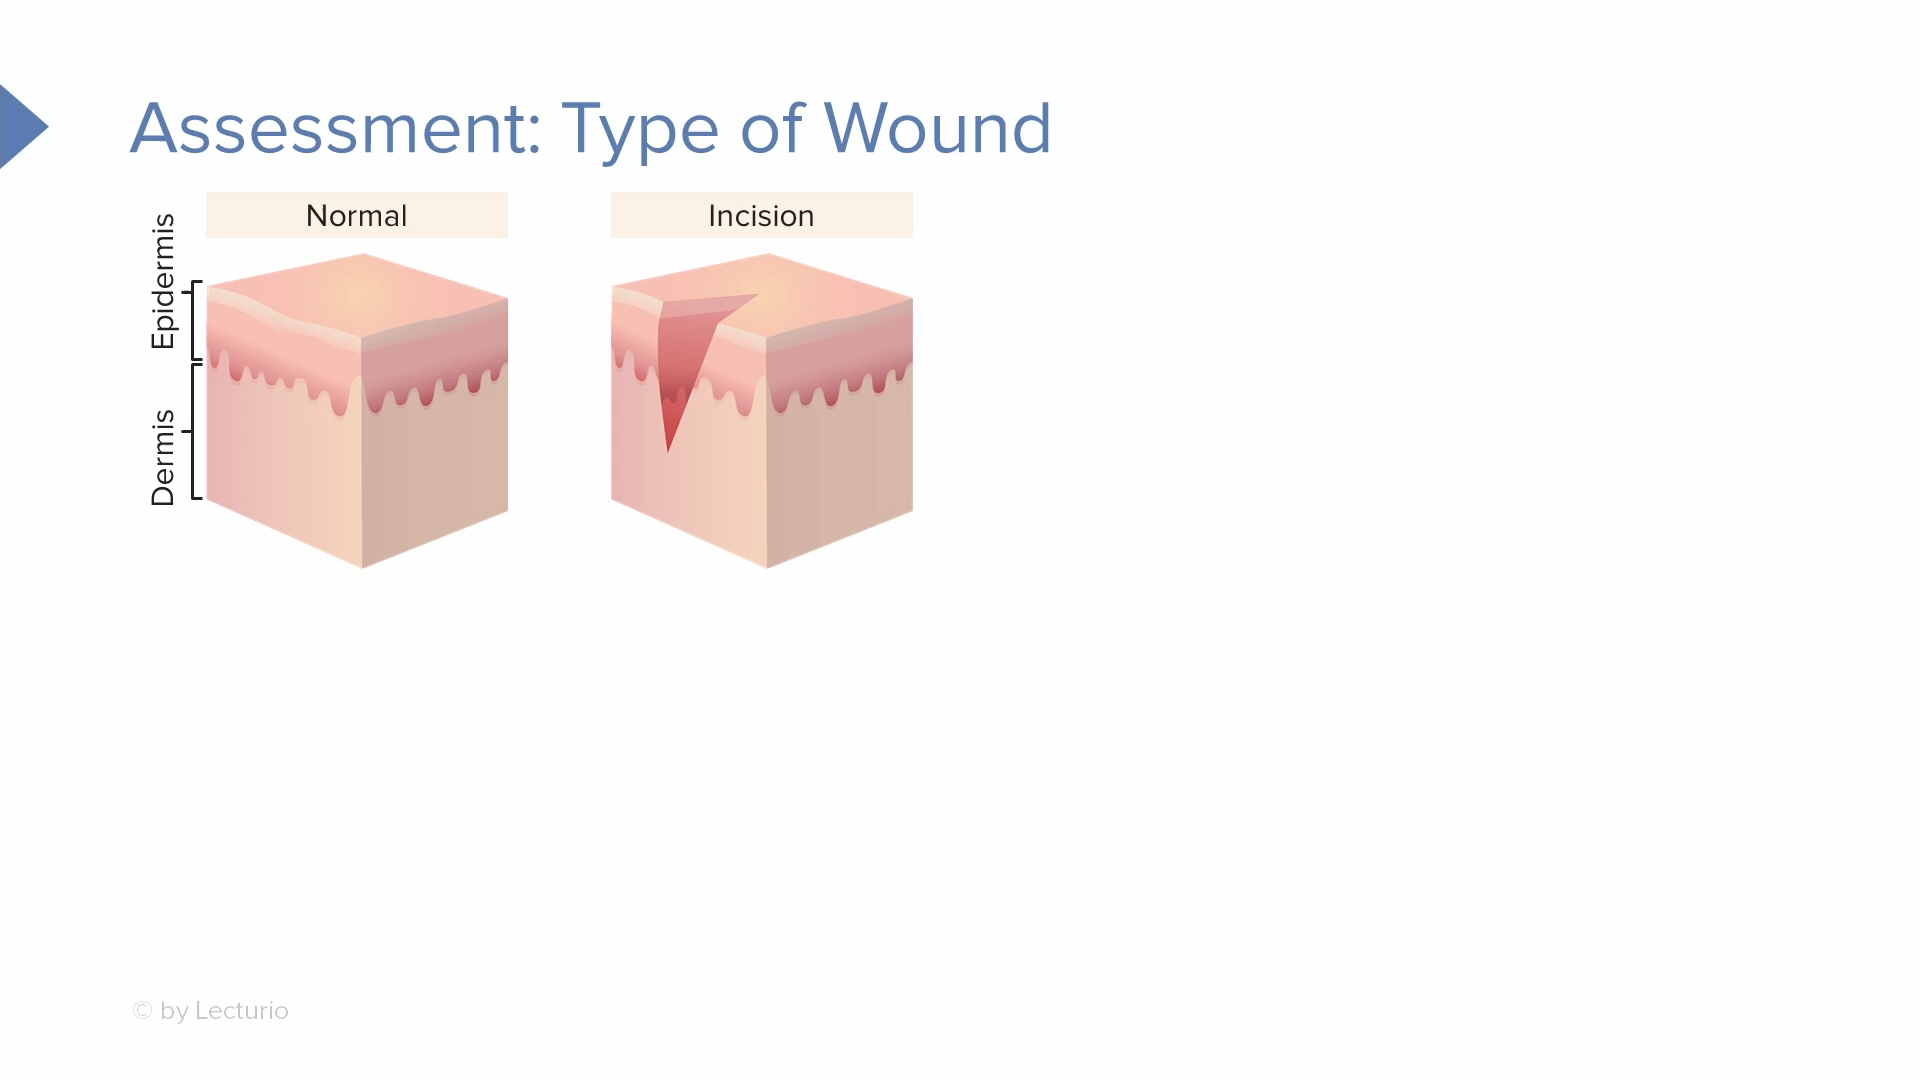 Assessment: Type of Wound
Normal
Incision
Epidermis
Dermis
© by Lecturio